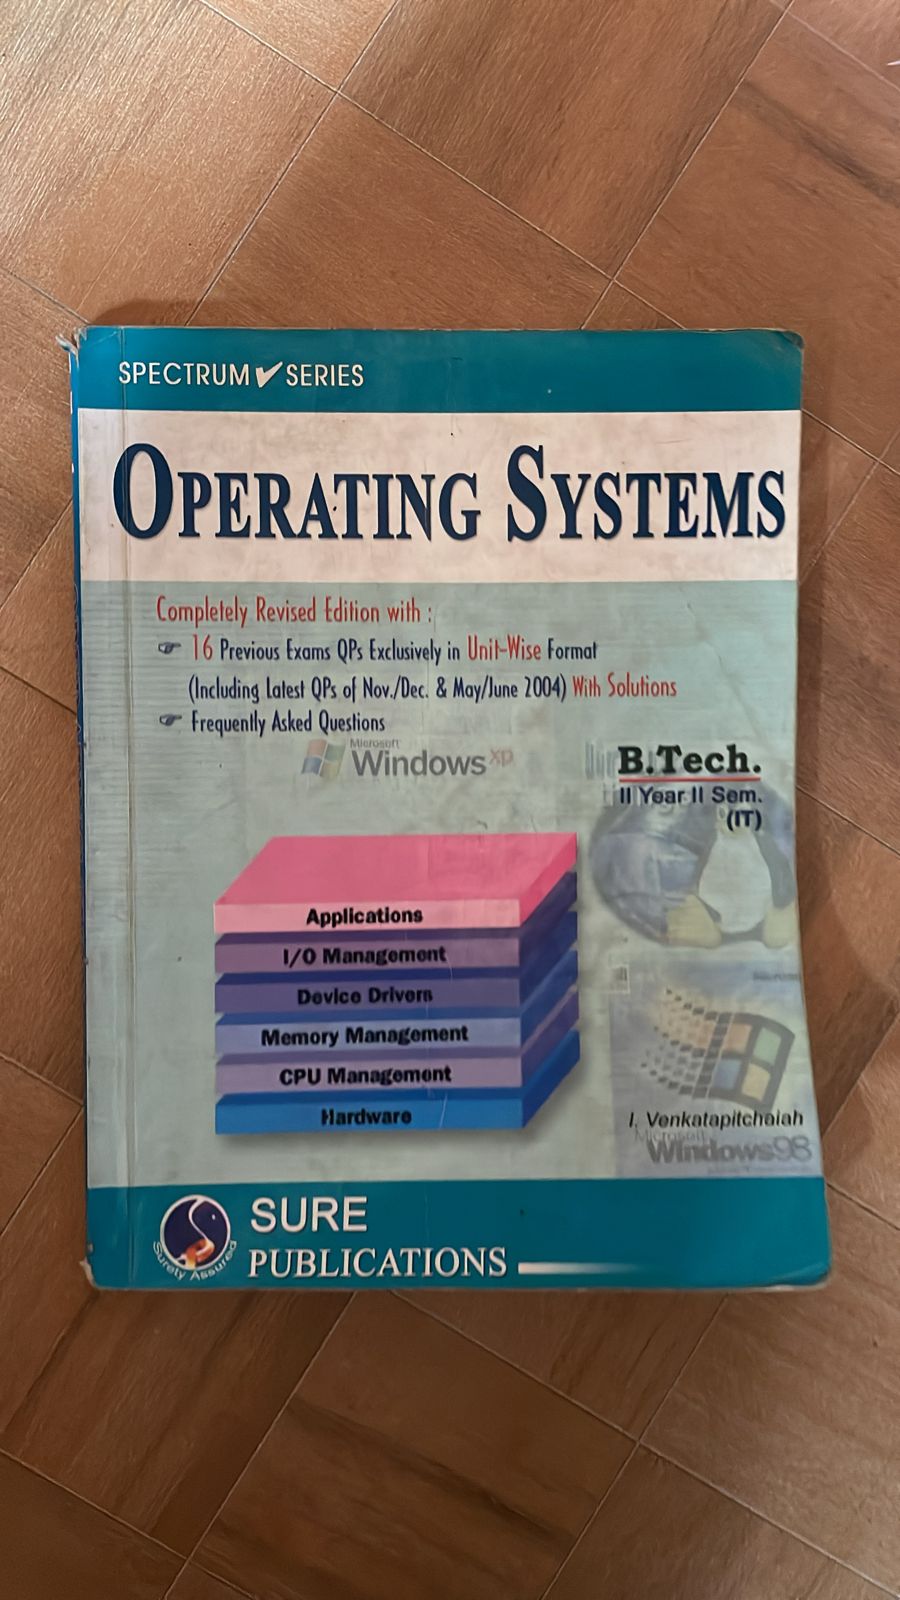 SPECTRUM SERIES
OPERATING SYSTEMS
Completely Revised Edition with :
16 Previous Exams QPs Exclusively in Unit-Wise Format
(Including Latest QPs of Nov./Dec. & May/June 2004) With Solutions
Frequently Asked Questions
Microsoft
Windows xp
B.Tech.
II Year II Sem.
(IT)
Applications
I/O Management
Device Drivers
Memory Management
CPU Management
Hardware
I. Venkatapitchaiah
Microsoft
Windows98
SURE
PUBLICATIONS
Surely Assured